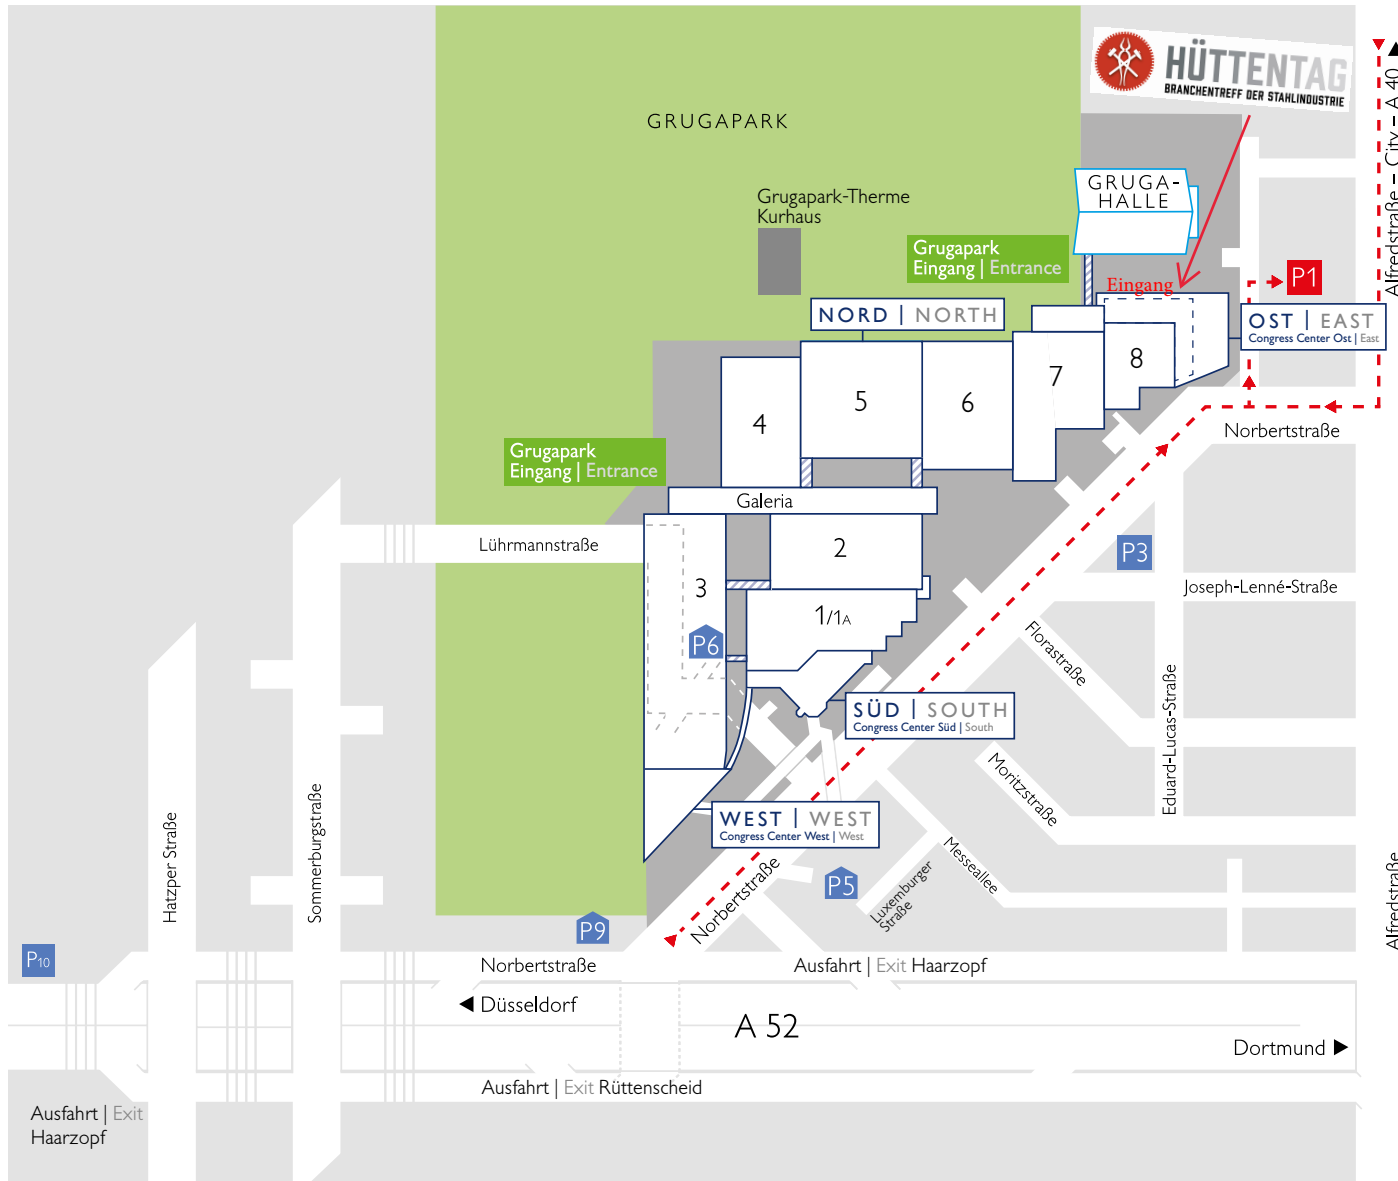 HÜTTENTAG
BRANCHENTREFF DER STAHLINDUSTRIE
Alfredstraße – City – A 40
GRUGAPARK
GRUGA-
HALLE
Grugapark-Therme
Kurhaus
Grugapark
Eingang | Entrance
Eingang
P1
NORD | NORTH
OST | EAST
Congress Center Ost | East
4
5
6
7
8
Norbertstraße
Grugapark
Eingang | Entrance
Galeria
Lührmannstraße
2
3
1/1A
P3
P6
Joseph-Lenné-Straße
Florastraße
Eduard-Lucas-Straße
SÜD | SOUTH
Congress Center Süd | South
Moritzstraße
WEST | WEST
Congress Center West | West
Hatzper Straße
Sommerburgstraße
Norbertstraße
P5
Luxemburger
Straße
Messeallee
Alfredstraße
P9
P10
Norbertstraße
Ausfahrt | Exit Haarzopf
Düsseldorf
A 52
Dortmund
Ausfahrt | Exit Rüttenscheid
Ausfahrt | Exit
Haarzopf